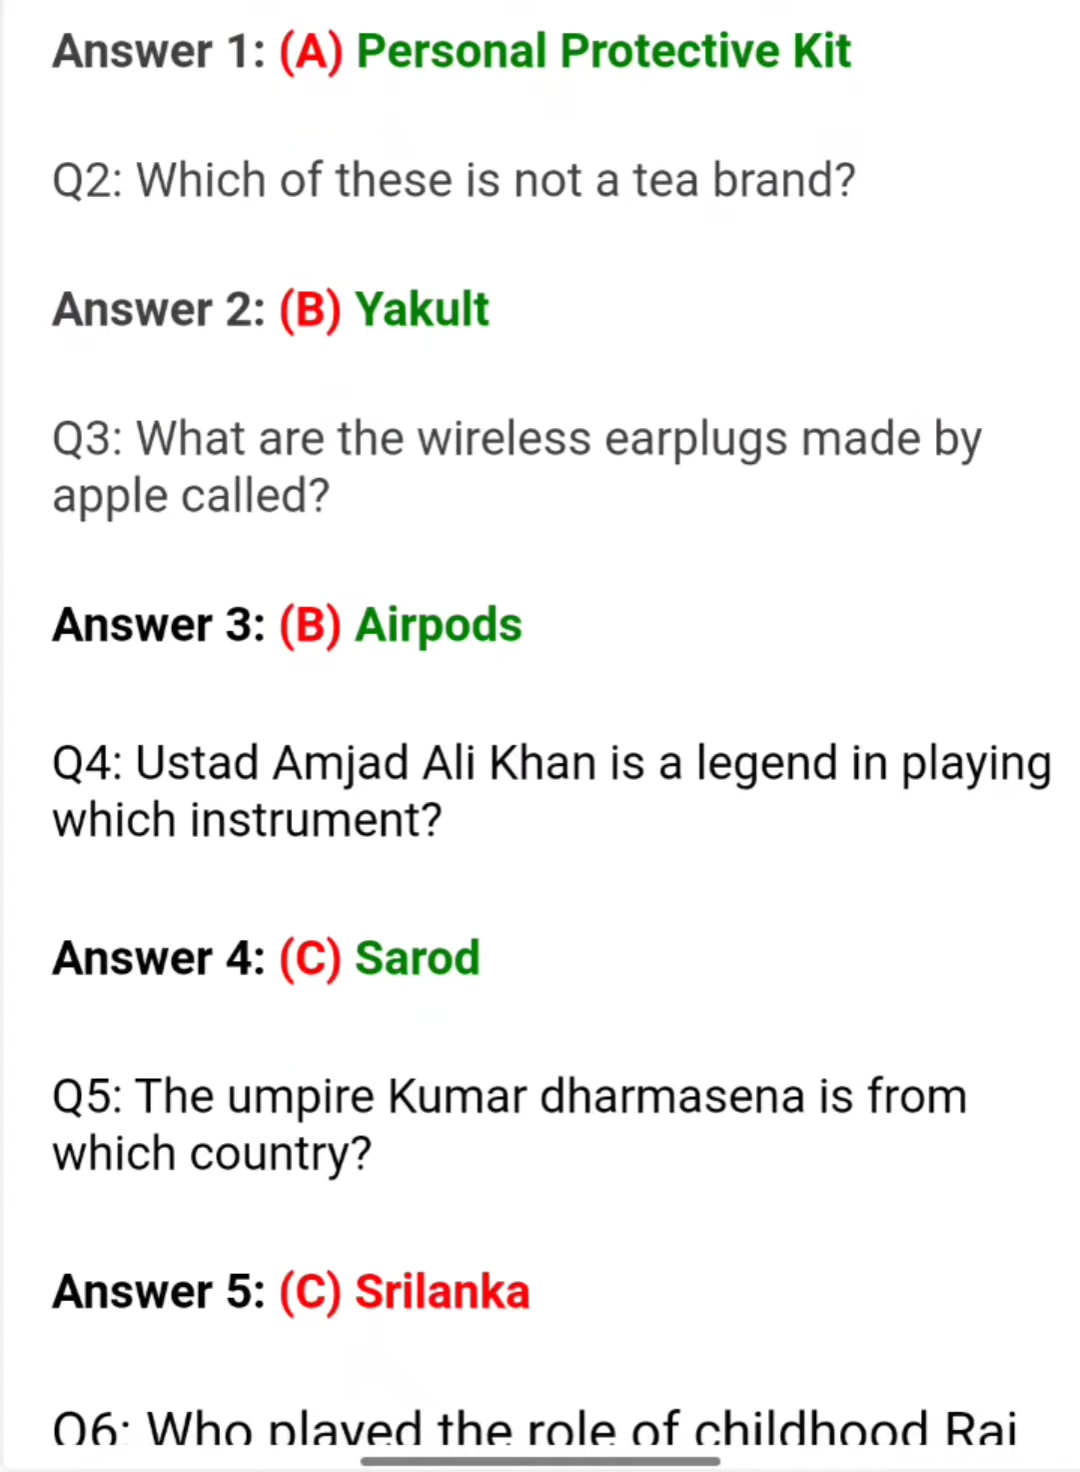 Answer 1: (A) Personal Protective Kit
Q2: Which of these is not a tea brand?
Answer 2: (B) Yakult
Q3: What are the wireless earplugs made by
apple called?
Answer 3: (B) Airpods
Q4: Ustad Amjad Ali Khan is a legend in playing
which instrument?
Answer 4: (C) Sarod
Q5: The umpire Kumar dharmasena is from
which country?
Answer 5: (C) Srilanka
Q6: Who played the role of childhood Raj